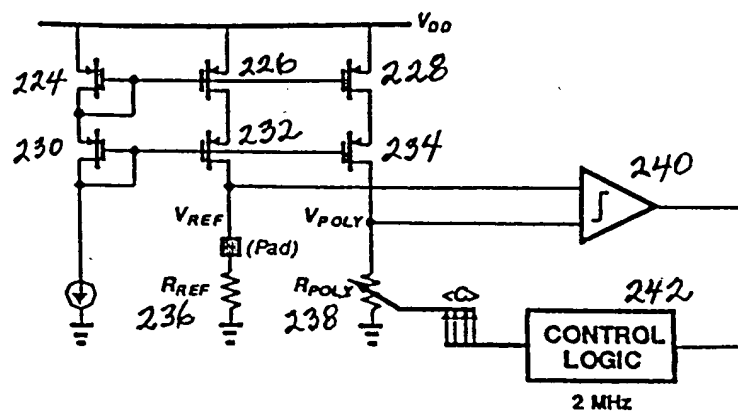 VDD
224
226
228
230
232
234
240
VREF
VPOLY
(Pad)
RREF
RPOLY
<C>
236
238
242
CONTROL
LOGIC
2 MHz